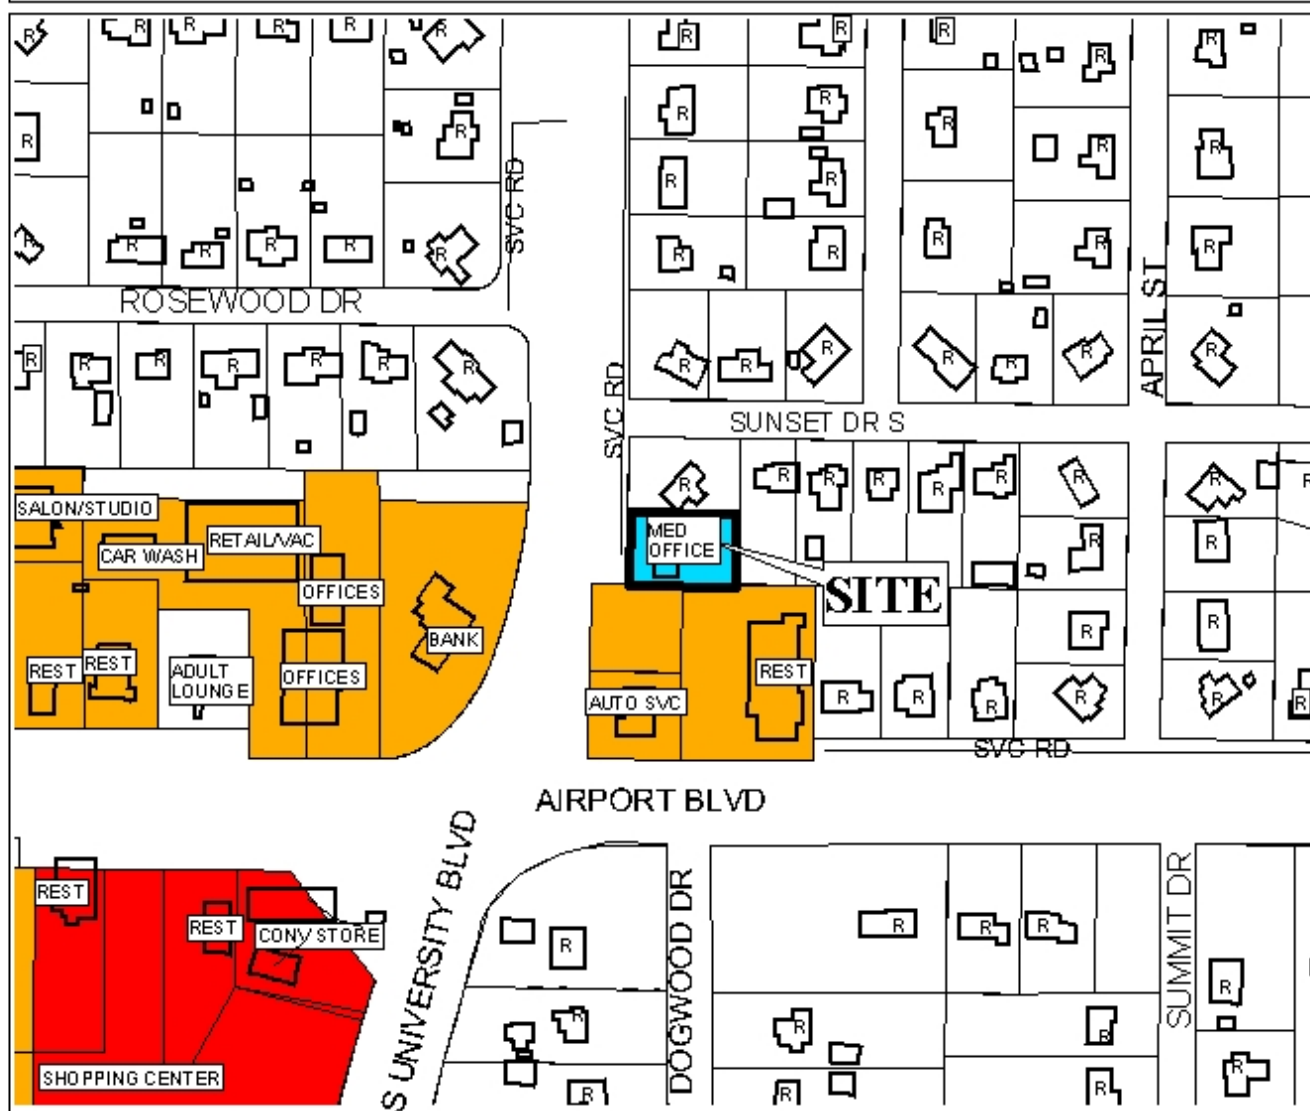 R R R R R R R R R R R
R R R R R R R
R R
SVC RD
R R R R R R R R R R R
ROSEWOOD DR
APRIL ST
R R R R R R R R R R R R R R
SVC RD
SUNSET DR S
R R R R R R R R R
SALON/STUDIO
CAR WASH
RETAIL/VAC
MED
OFFICE
R R
OFFICES
SITE
BANK
R R
REST
REST
ADULT
LOUNGE
OFFICES
REST
AUTO SVC
R R R R R R
SVC RD
AIRPORT BLVD
S UNIVERSITY BLVD
DOGWOOD DR
SUMMIT DR
REST
REST
CONV STORE
R R R R
R
R R R
R
SHOPPING CENTER
R R R